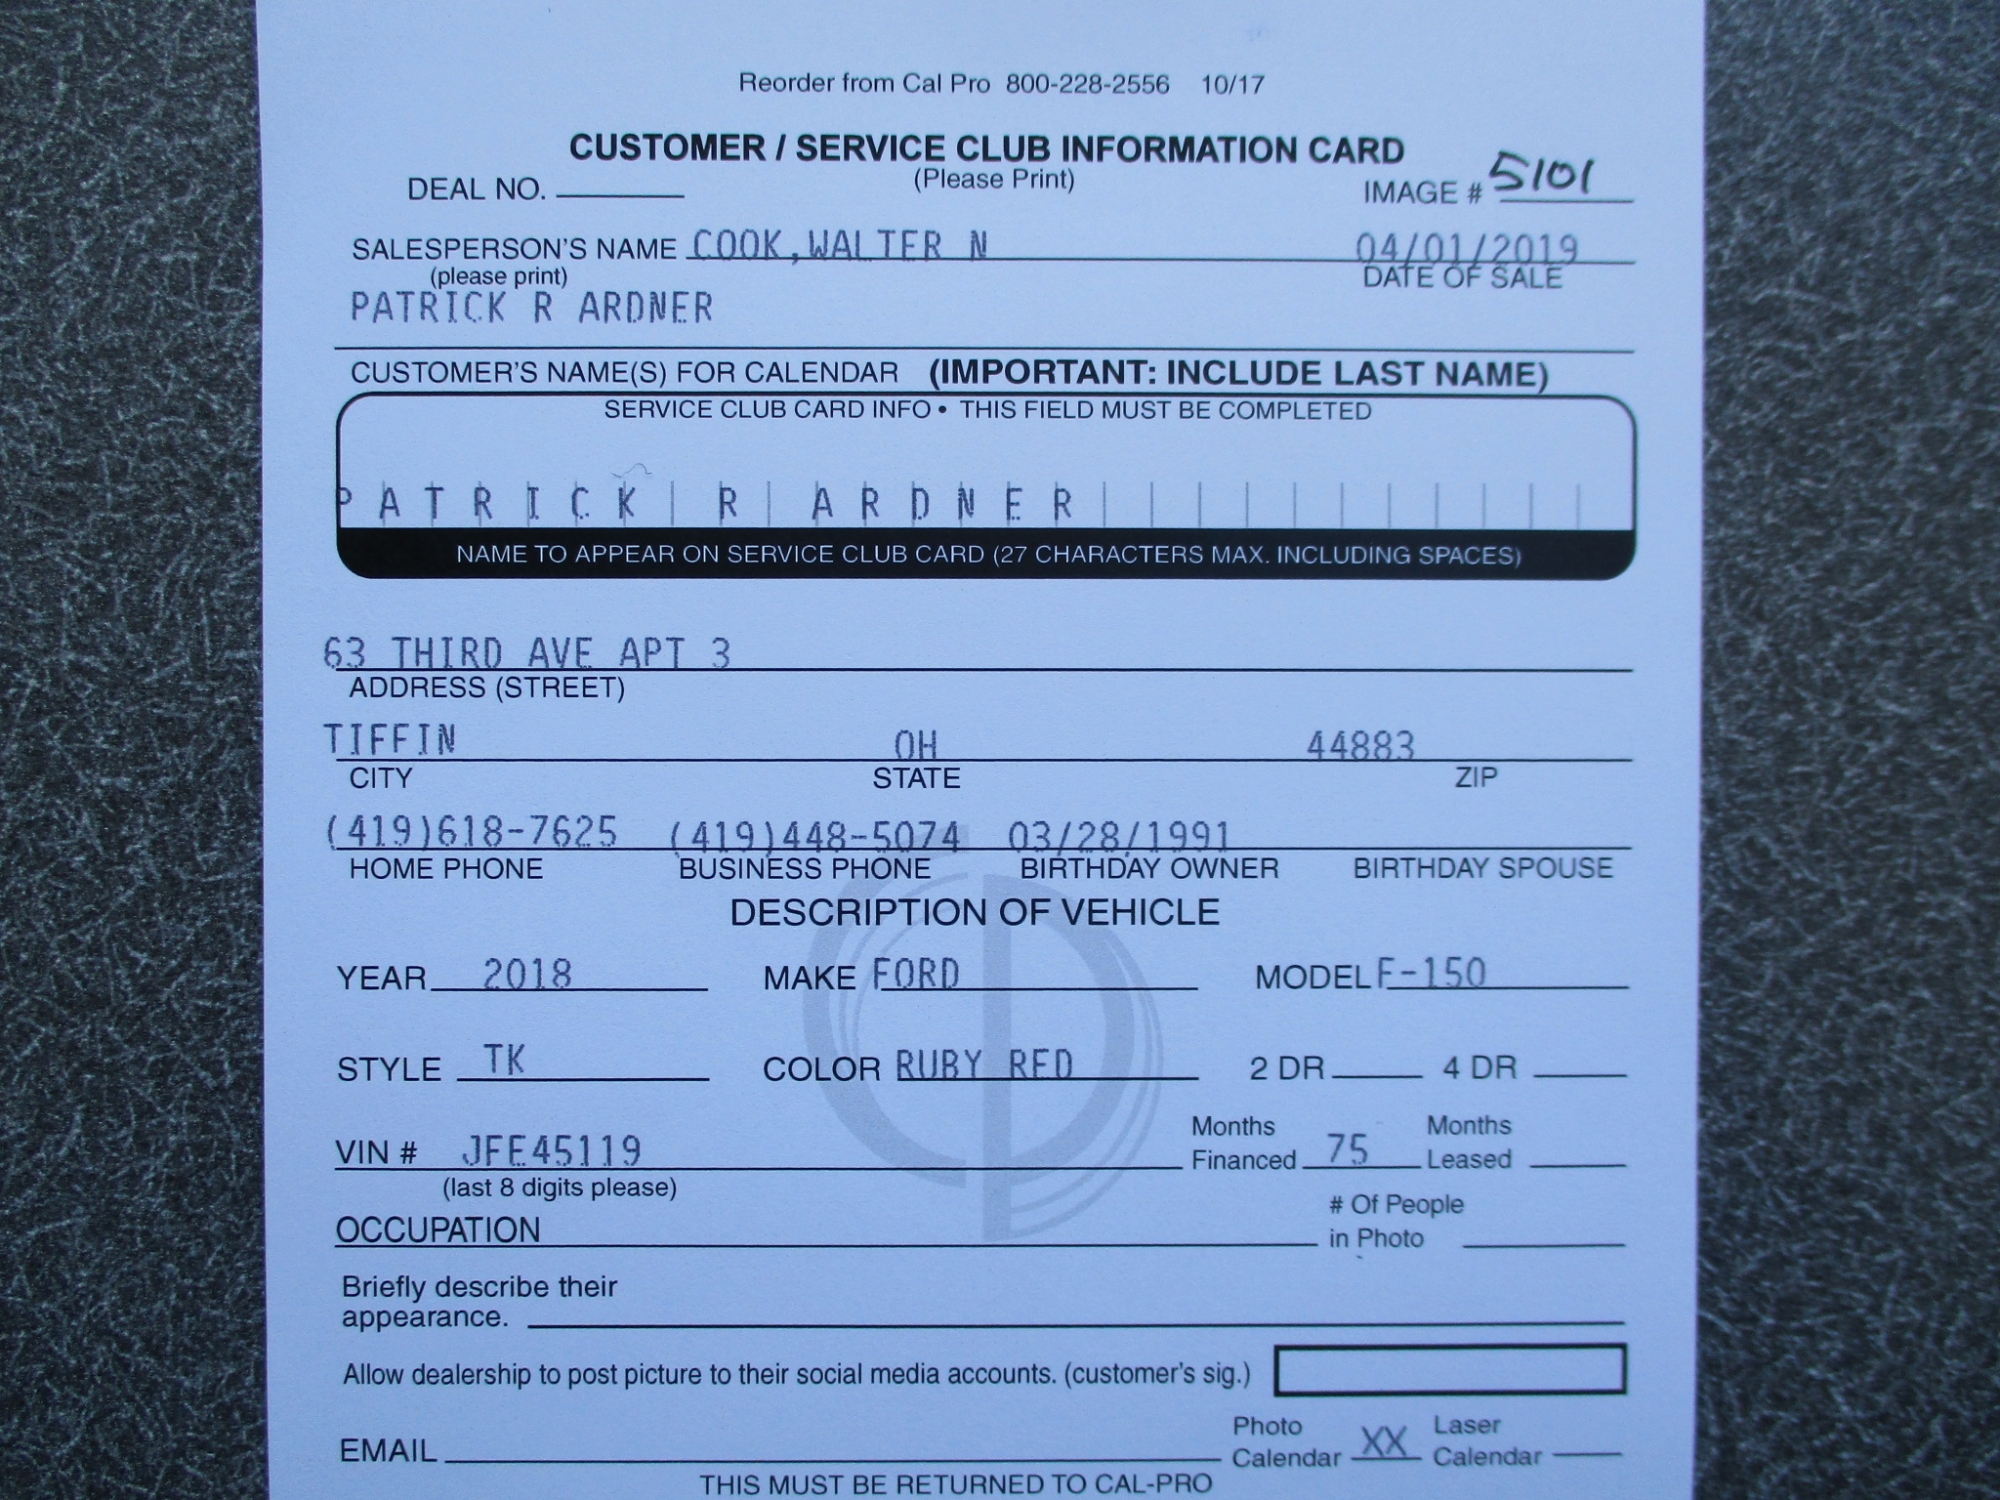 Reorder from Cal Pro 800-228-2556 10/17
CUSTOMER / SERVICE CLUB INFORMATION CARD
(Please Print)
DEAL NO. IMAGE # 5101
SALESPERSON'S NAME COOK,WALTER N 04/01/2019
(please print) DATE OF SALE
PATRICK R ARDNER
CUSTOMER'S NAME(S) FOR CALENDAR (IMPORTANT: INCLUDE LAST NAME)
SERVICE CLUB CARD INFO • THIS FIELD MUST BE COMPLETED
PATRICK R ARDNER
NAME TO APPEAR ON SERVICE CLUB CARD (27 CHARACTERS MAX. INCLUDING SPACES)
63 THIRD AVE APT 3
ADDRESS (STREET)
TIFFIN OH 44883
CITY STATE ZIP
(419)618-7625 (419)448-5074 03/28/1991
HOME PHONE BUSINESS PHONE BIRTHDAY OWNER BIRTHDAY SPOUSE
DESCRIPTION OF VEHICLE
YEAR 2018 MAKE FORD MODEL F-150
STYLE TK COLOR RUBY RED 2 DR 4 DR
VIN # JFE45119 Months Financed 75 Months Leased
(last 8 digits please)
OCCUPATION # Of People in Photo
Briefly describe their
appearance.
Allow dealership to post picture to their social media accounts. (customer's sig.)
EMAIL Photo Calendar XX Laser Calendar
THIS MUST BE RETURNED TO CAL-PRO